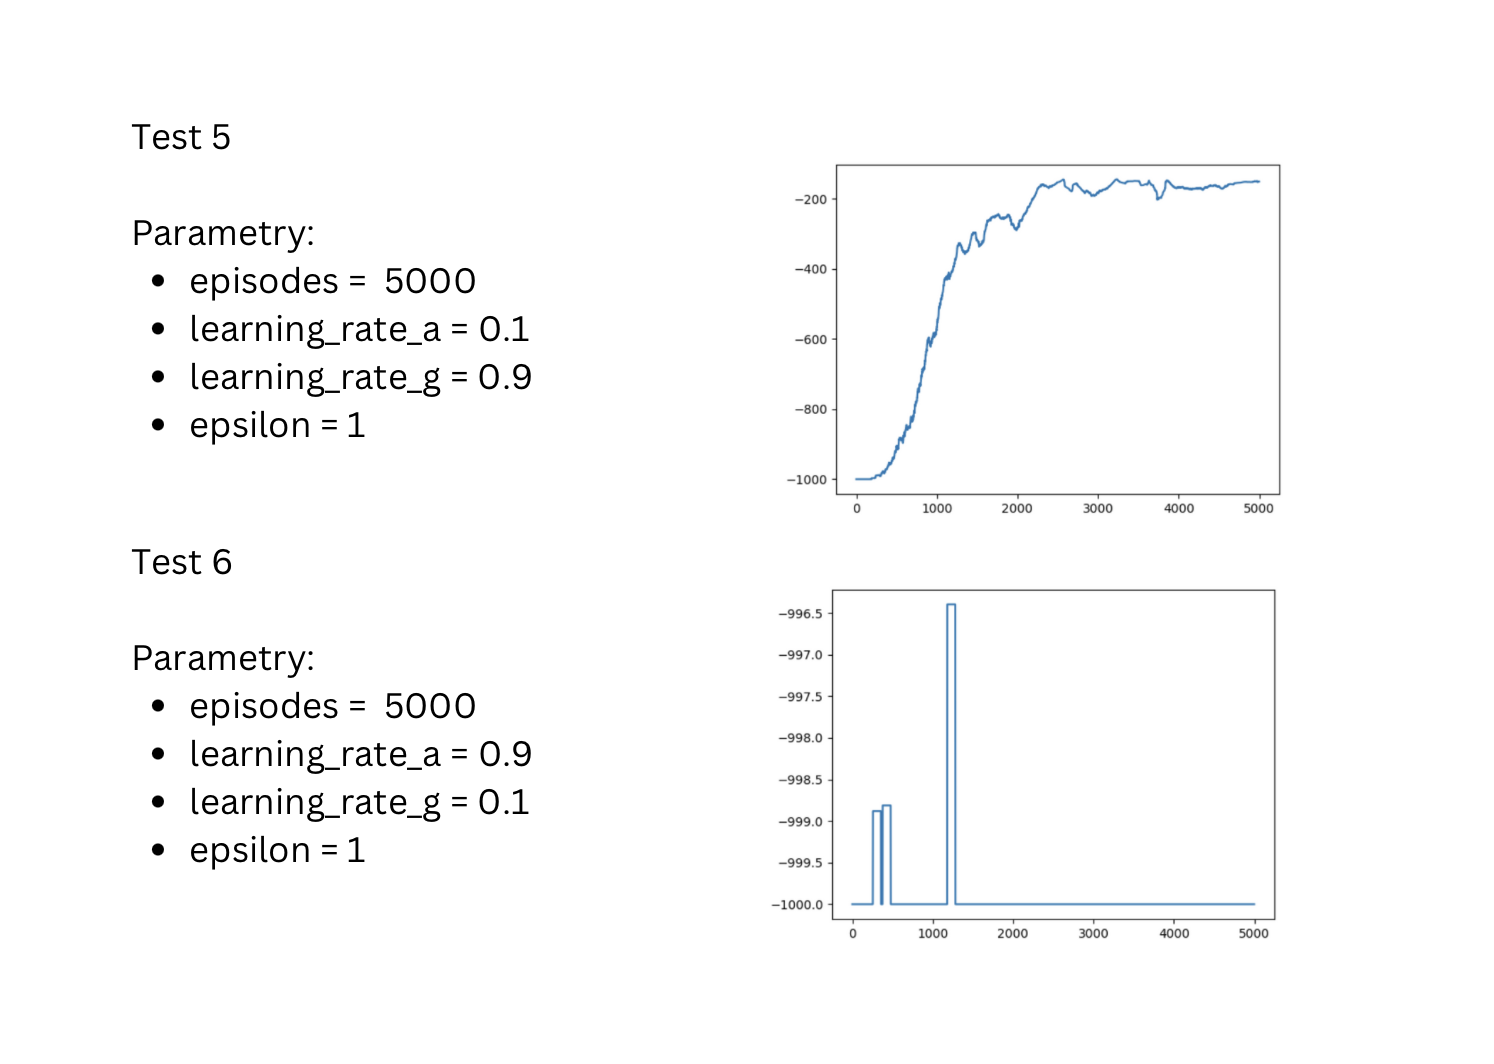 Test 5
Parametry:
• episodes =  5000
• learning_rate_a = 0.1
• learning_rate_g = 0.9
• epsilon = 1
−200
−400
−600
−800
−1000
0 1000 2000 3000 4000 5000
Test 6
Parametry:
• episodes =  5000
• learning_rate_a = 0.9
• learning_rate_g = 0.1
• epsilon = 1
−996.5
−997.0
−997.5
−998.0
−998.5
−999.0
−999.5
−1000.0
0 1000 2000 3000 4000 5000